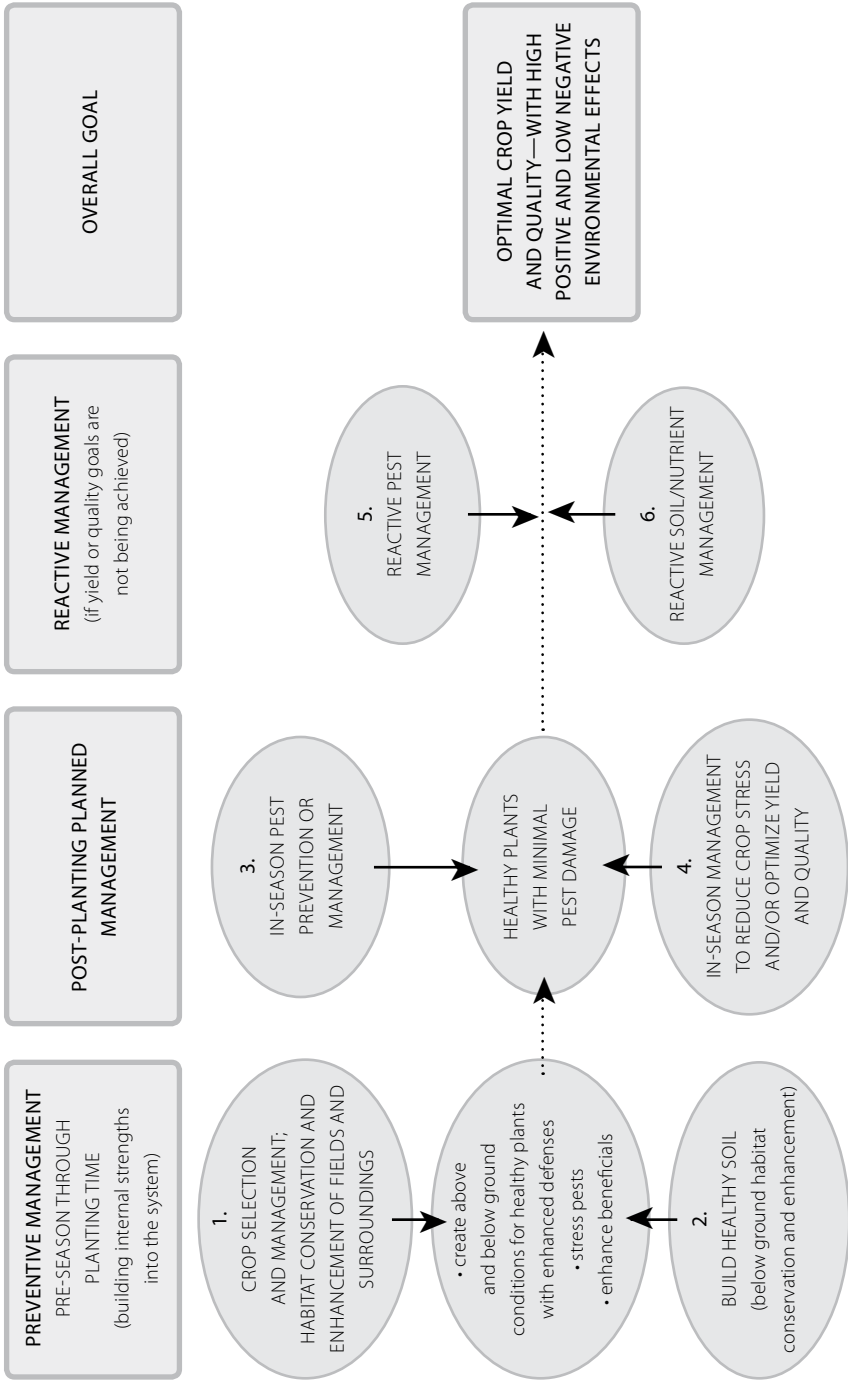 PREVENTIVE MANAGEMENT
PRE-SEASON THROUGH
PLANTING TIME
(building internal strengths
into the system)
POST-PLANTING PLANNED
MANAGEMENT
REACTIVE MANAGEMENT
(if yield or quality goals are
not being achieved)
OVERALL GOAL
1.
CROP SELECTION
AND MANAGEMENT;
HABITAT CONSERVATION AND
ENHANCEMENT OF FIELDS AND
SURROUNDINGS
• create above
and below ground
conditions for healthy plants
with enhanced defenses
• stress pests
• enhance beneficials
2.
BUILD HEALTHY SOIL
(below ground habitat
conservation and enhancement)
3.
IN-SEASON PEST
PREVENTION OR
MANAGEMENT
HEALTHY PLANTS
WITH MINIMAL
PEST DAMAGE
4.
IN-SEASON MANAGEMENT
TO REDUCE CROP STRESS
AND/OR OPTIMIZE YIELD
AND QUALITY
5.
REACTIVE PEST
MANAGEMENT
6.
REACTIVE SOIL/NUTRIENT
MANAGEMENT
OPTIMAL CROP YIELD
AND QUALITY—WITH HIGH
POSITIVE AND LOW NEGATIVE
ENVIRONMENTAL EFFECTS